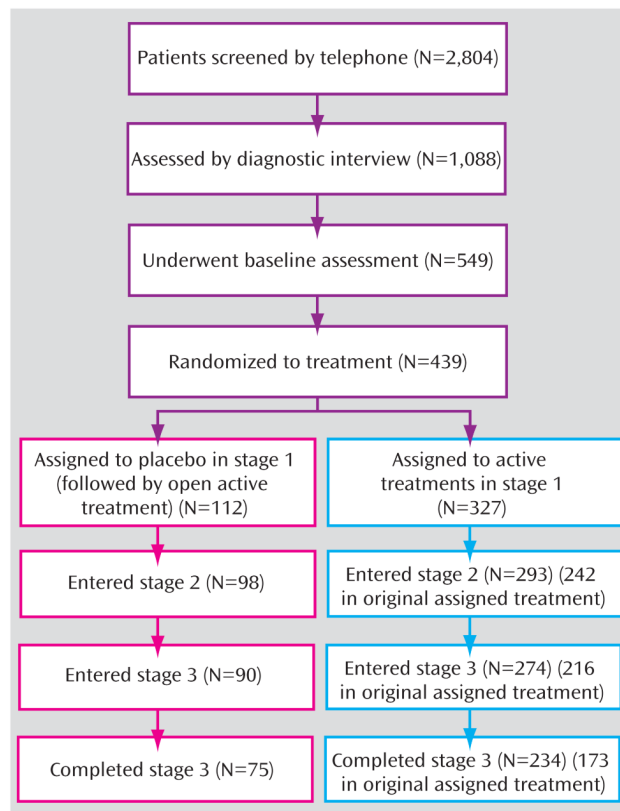 Patients screened by telephone (N=2,804)
Assessed by diagnostic interview (N=1,088)
Underwent baseline assessment (N=549)
Randomized to treatment (N=439)
Assigned to placebo in stage 1
(followed by open active
treatment) (N=112)
Assigned to active
treatments in stage 1
(N=327)
Entered stage 2 (N=98)
Entered stage 2 (N=293) (242
in original assigned treatment)
Entered stage 3 (N=90)
Entered stage 3 (N=274) (216
in original assigned treatment)
Completed stage 3 (N=75)
Completed stage 3 (N=234) (173
in original assigned treatment)